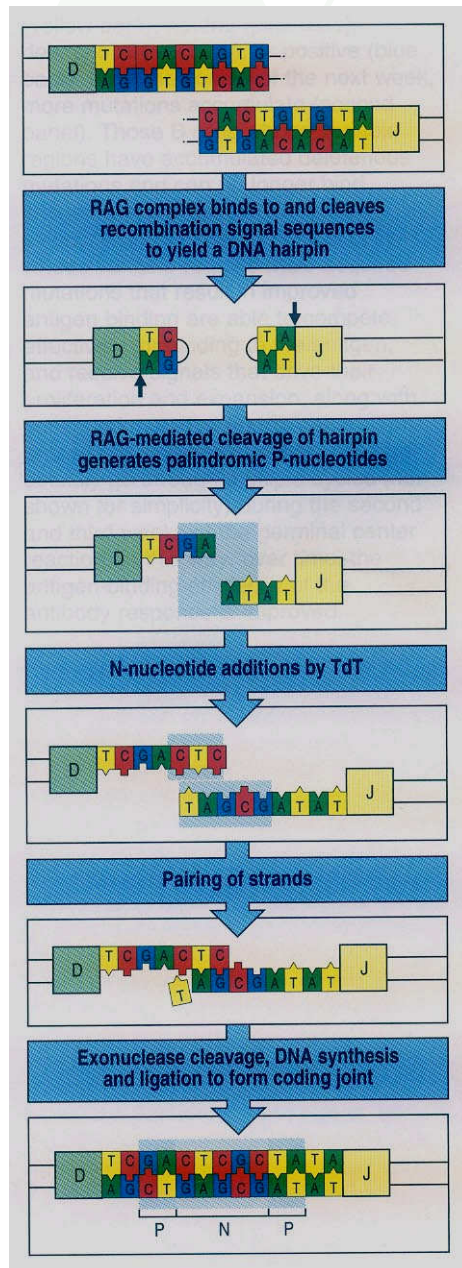 D T C C A C A G T G
A G G T G T C A C
C A C T G T G T A J
G T G A C A C A T
RAG complex binds to and cleaves
recombination signal sequences
to yield a DNA hairpin
D T C T A J
A G A T
RAG-mediated cleavage of hairpin
generates palindromic P-nucleotides
D T C G A
A T A T J
N-nucleotide additions by TdT
D T C G A C T C
T A G C G A T A T J
Pairing of strands
D T C G A C T C J
T A G C G A T A T
Exonuclease cleavage, DNA synthesis
and ligation to form coding joint
D T C G A C T C G C T A T A J
A G C T G A G C G A T A T
P N P